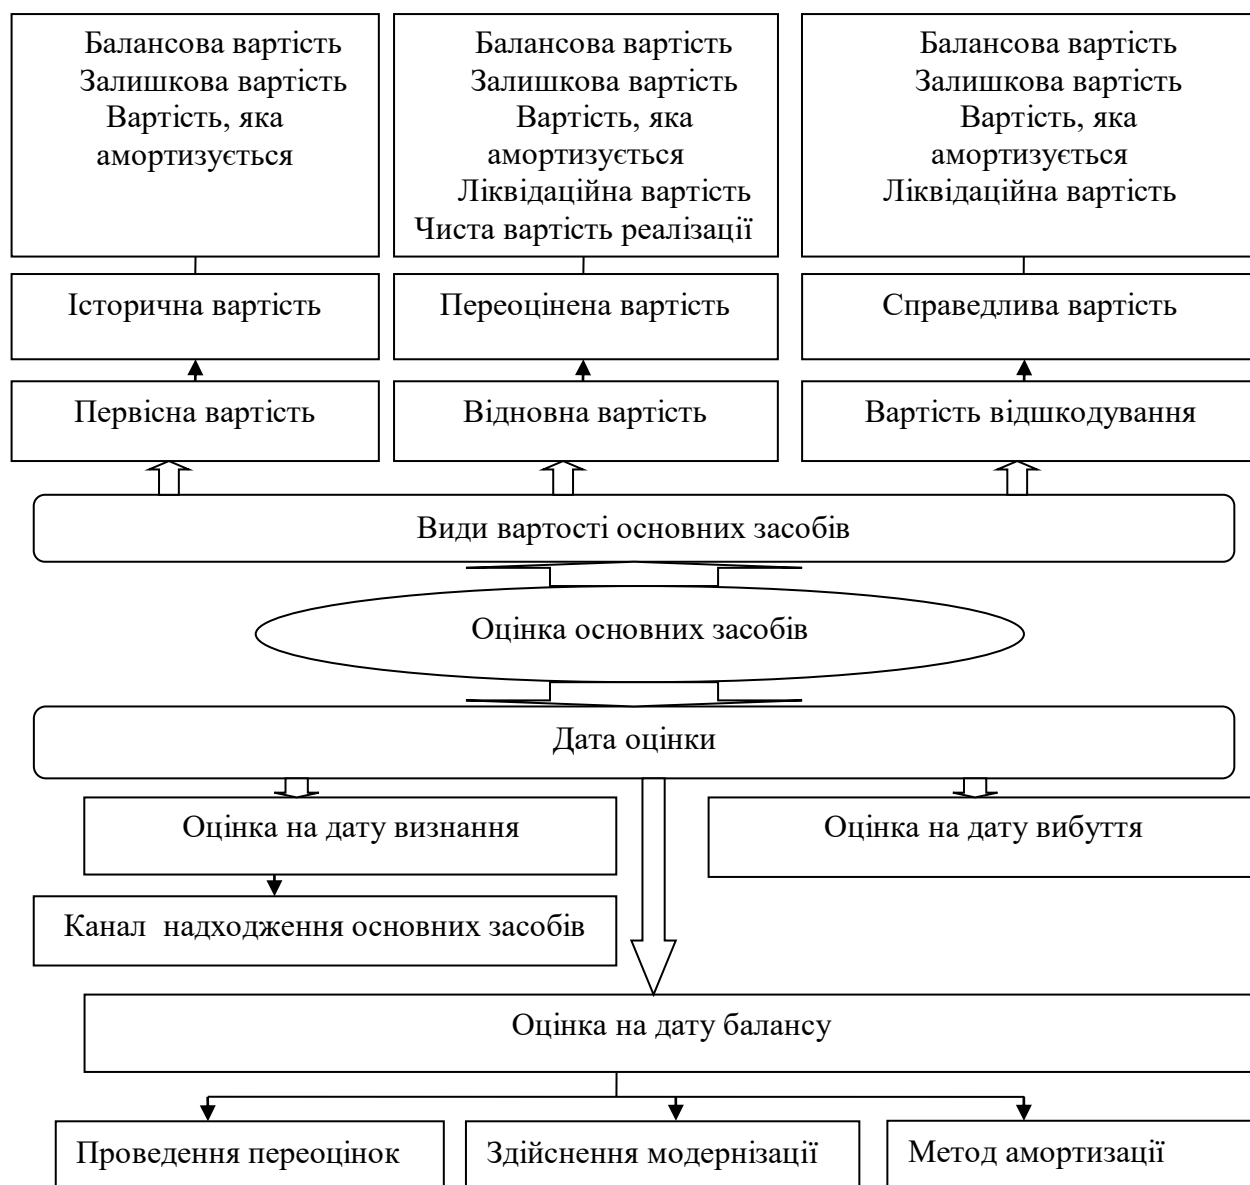 Балансова вартість
Залишкова вартість
Вартість, яка
амортизується
Балансова вартість
Залишкова вартість
Вартість, яка
амортизується
Ліквідаційна вартість
Чиста вартість реалізації
Балансова вартість
Залишкова вартість
Вартість, яка
амортизується
Ліквідаційна вартість
Історична вартість
Переоцінена вартість
Справедлива вартість
Первісна вартість
Відновна вартість
Вартість відшкодування
Види вартості основних засобів
Оцінка основних засобів
Дата оцінки
Оцінка на дату визнання
Оцінка на дату вибуття
Канал надходження основних засобів
Оцінка на дату балансу
Проведення переоцінок
Здійснення модернізації
Метод амортизації